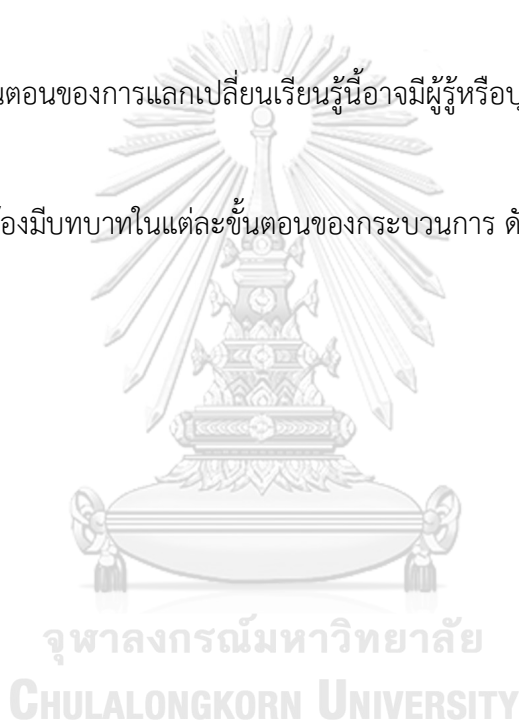 ตอนของการแลกเปลี่ยนเรียนรู้นี้อาจมีผู้รู้หรือ
องมีบทบาทในแต่ละขั้นตอนของกระบวนการ
จุฬาลงกรณ์มหาวิทยาลัย
CHULALONGKORN UNIVERSITY